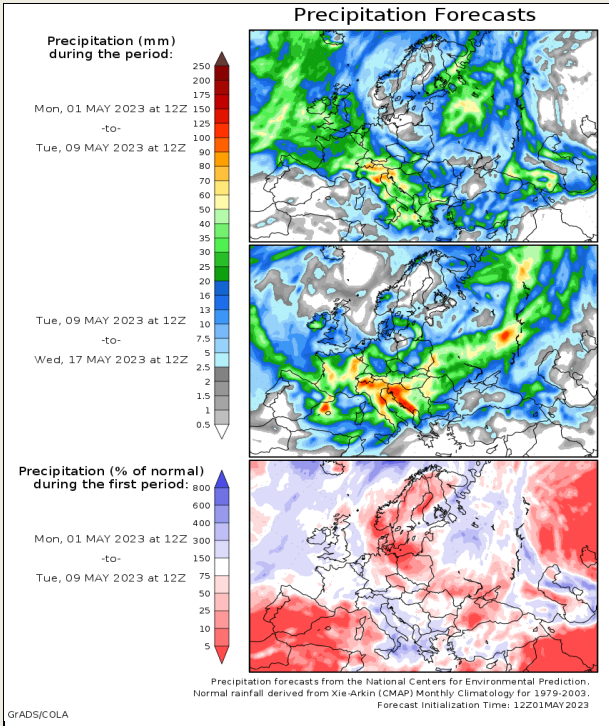 Precipitation Forecasts
Precipitation (mm)
during the period:
Mon, 01 MAY 2023 at 12Z
-to-
Tue, 09 MAY 2023 at 12Z
250
200
175
150
125
100
90
80
70
60
50
40
35
30
25
20
16
13
10
7.5
5
2.5
2
1.5
1
0.5
Tue, 09 MAY 2023 at 12Z
-to-
Wed, 17 MAY 2023 at 12Z
Precipitation (% of normal)
during the first period:
Mon, 01 MAY 2023 at 12Z
-to-
Tue, 09 MAY 2023 at 12Z
800
600
400
300
150
75
50
25
10
5
Precipitation forecasts from the National Centers for Environmental Prediction.
Normal rainfall derived from Xie-Arkin (CMAP) Monthly Climatology for 1979-2003.
Forecast Initialization Time: 12Z01MAY2023
GrADS/COLA